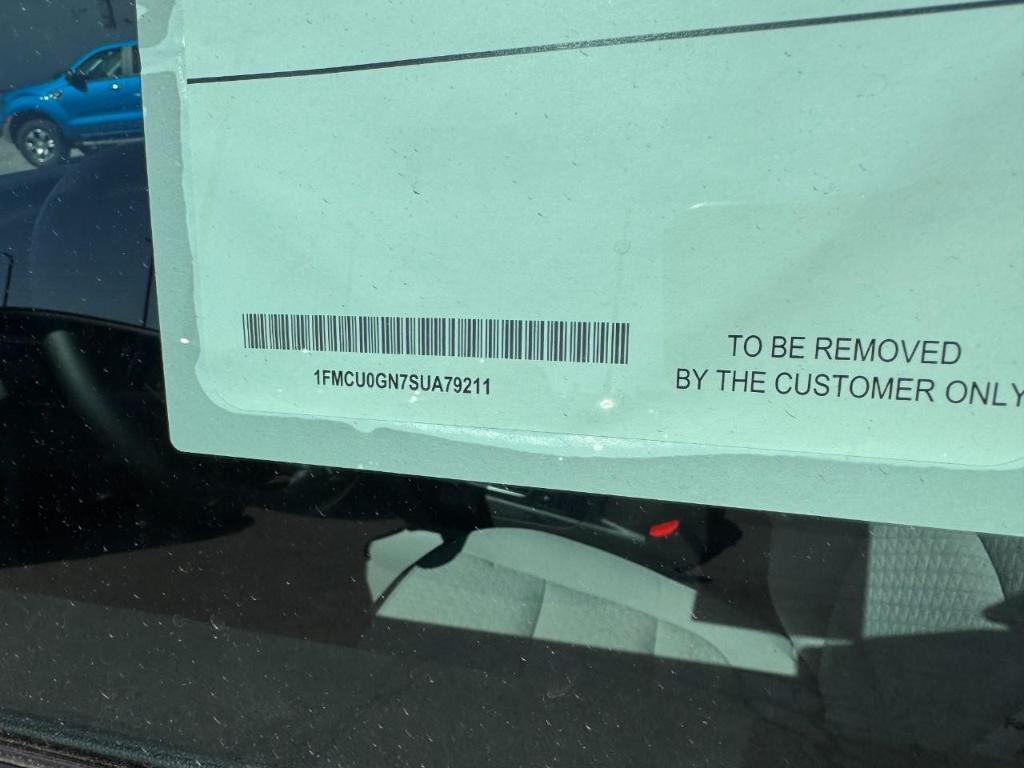 1FMCU0GN7SUA79211
TO BE REMOVED
BY THE CUSTOMER ONLY